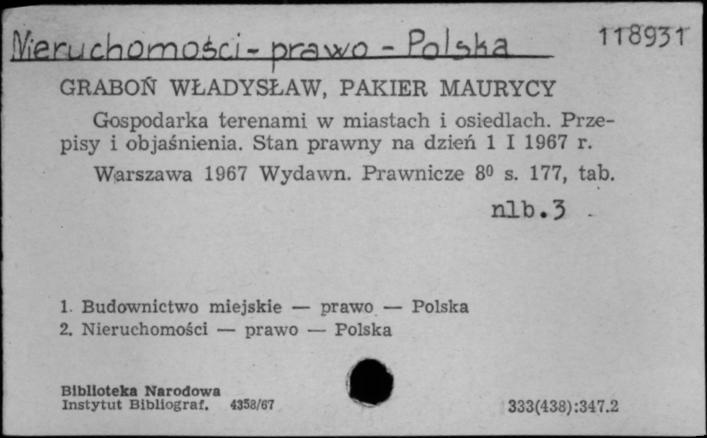 Nieruchomości - prawo - Polska
118931
GRABOŃ WŁADYSŁAW, PAKIER MAURYCY
Gospodarka terenami w miastach i osiedlach. Prze-
pisy i objaśnienia. Stan prawny na dzień 1 I 1967 r.
Warszawa 1967 Wydawn. Prawnicze 8⁰ s. 177, tab.
nlb. 3
1. Budownictwo miejskie — prawo — Polska
2. Nieruchomości — prawo — Polska
Biblioteka Narodowa
Instytut Bibliograf. 4358/67
333(438):347.2